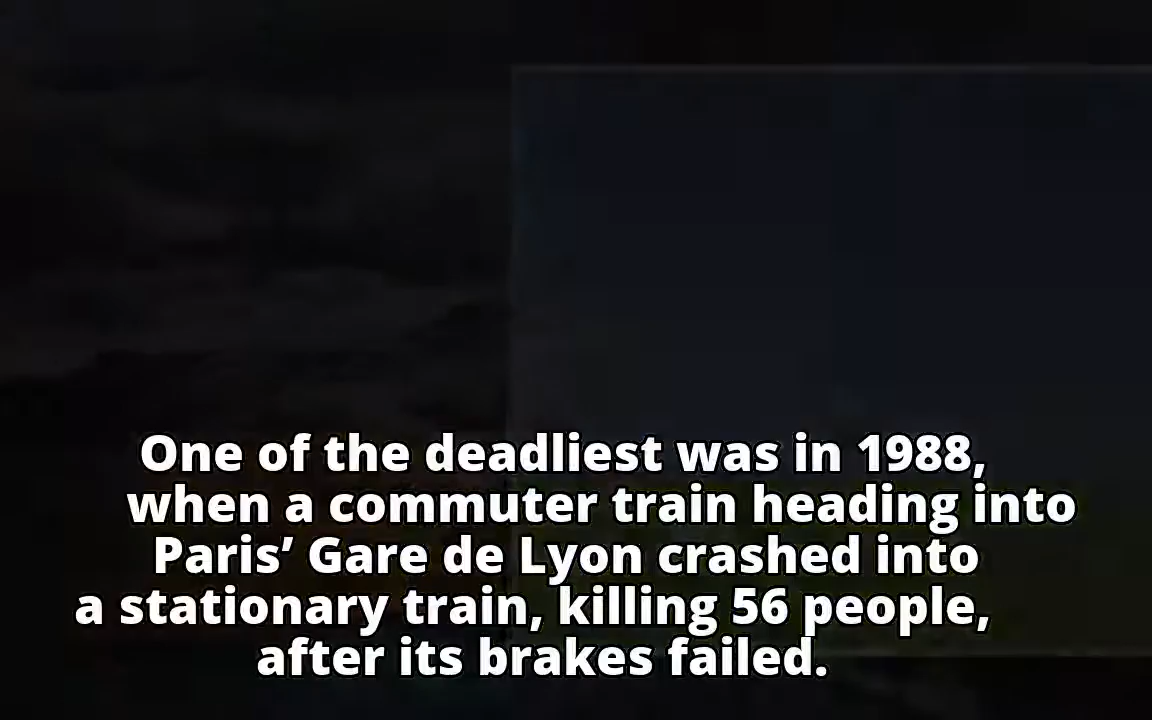 One of the deadliest was in 1988,
when a commuter train heading into
Paris’ Gare de Lyon crashed into
a stationary train, killing 56 people,
after its brakes failed.